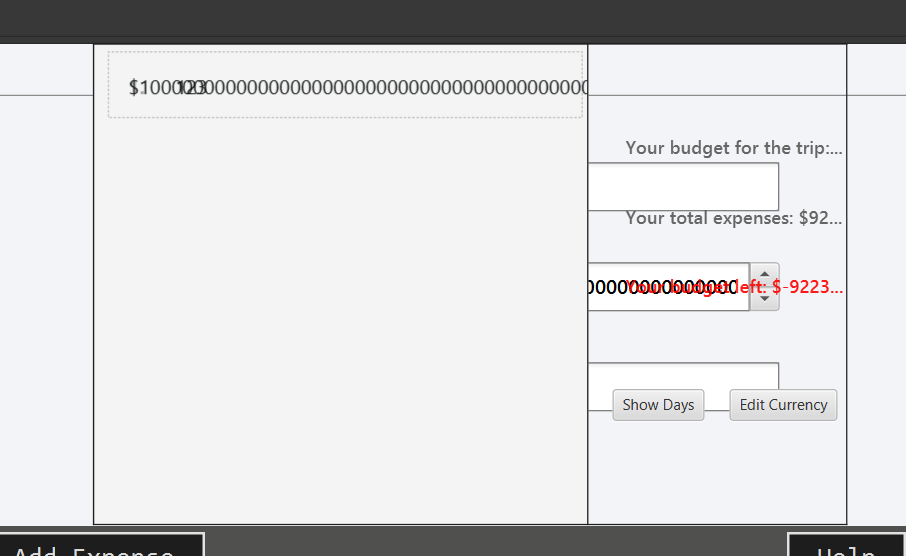 Your budget for the trip:...
Your total expenses: $92...
Your budget left: $-9223...
Show Days
Edit Currency
Add Expense
Help